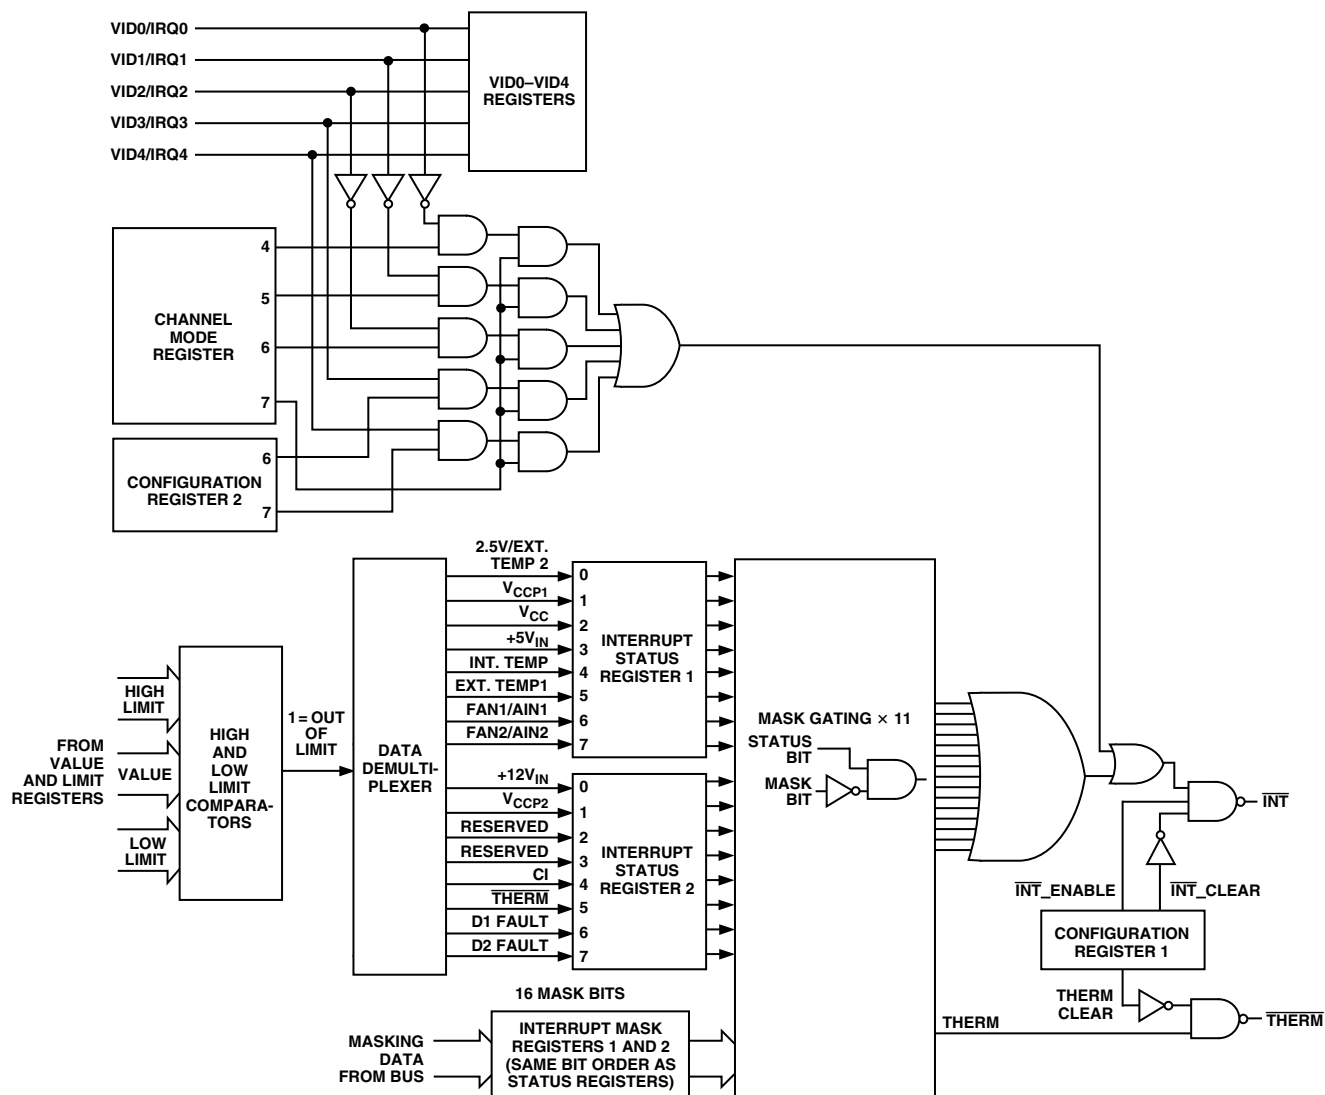 VID0/IRQ0
VID1/IRQ1
VID2/IRQ2
VID3/IRQ3
VID4/IRQ4
VID0–VID4
REGISTERS
CHANNEL
MODE
REGISTER
4
5
6
7
CONFIGURATION
REGISTER 2
6
7
FROM
VALUE
AND LIMIT
REGISTERS
HIGH
LIMIT
VALUE
LOW
LIMIT
HIGH
AND
LOW
LIMIT
COMPARA-
TORS
1 = OUT
OF
LIMIT
DATA
DEMULTI-
PLEXER
2.5V/EXT.
TEMP 2
VCCP1
VCC
+5VIN
INT. TEMP
EXT. TEMP1
FAN1/AIN1
FAN2/AIN2
0
1
2
3
4
5
6
7
INTERRUPT
STATUS
REGISTER 1
+12VIN
VCCP2
RESERVED
RESERVED
CI
THERM
D1 FAULT
D2 FAULT
0
1
2
3
4
5
6
7
INTERRUPT
STATUS
REGISTER 2
MASK GATING × 11
STATUS
BIT
MASK
BIT
16 MASK BITS
MASKING
DATA
FROM BUS
INTERRUPT MASK
REGISTERS 1 AND 2
(SAME BIT ORDER AS
STATUS REGISTERS)
INT
INT_ENABLE
INT_CLEAR
CONFIGURATION
REGISTER 1
THERM
CLEAR
THERM
THERM